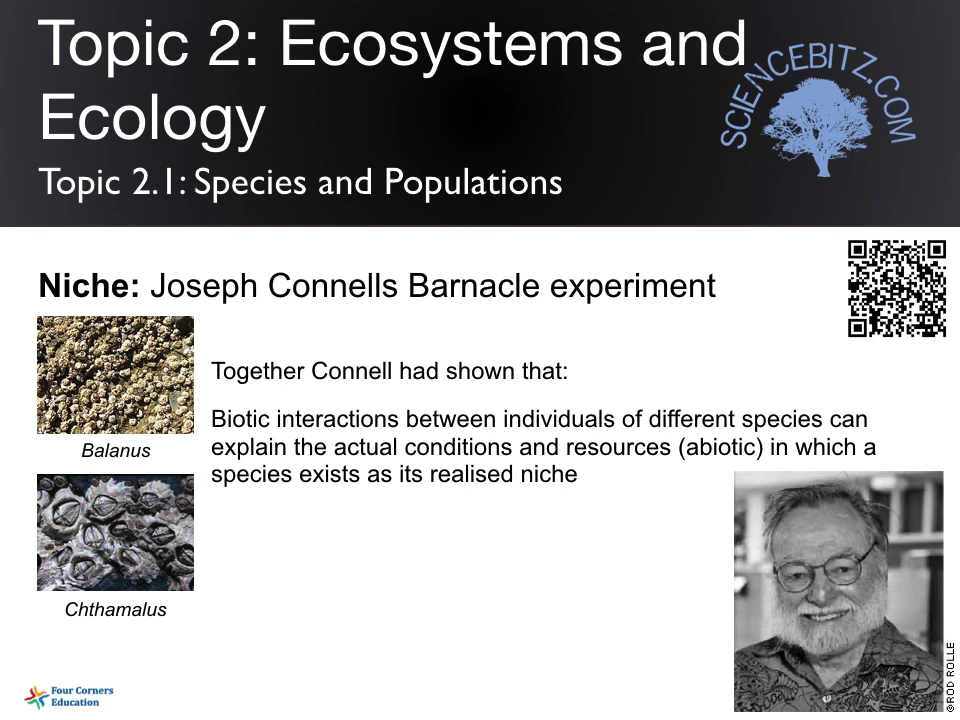 Topic 2: Ecosystems and
Ecology
SCIENCEBITZ.COM
Topic 2.1: Species and Populations
Niche: Joseph Connells Barnacle experiment
Together Connell had shown that:
Biotic interactions between individuals of different species can
explain the actual conditions and resources (abiotic) in which a
species exists as its realised niche
Balanus
Chthamalus
©ROD ROLLE
Four Corners
Education